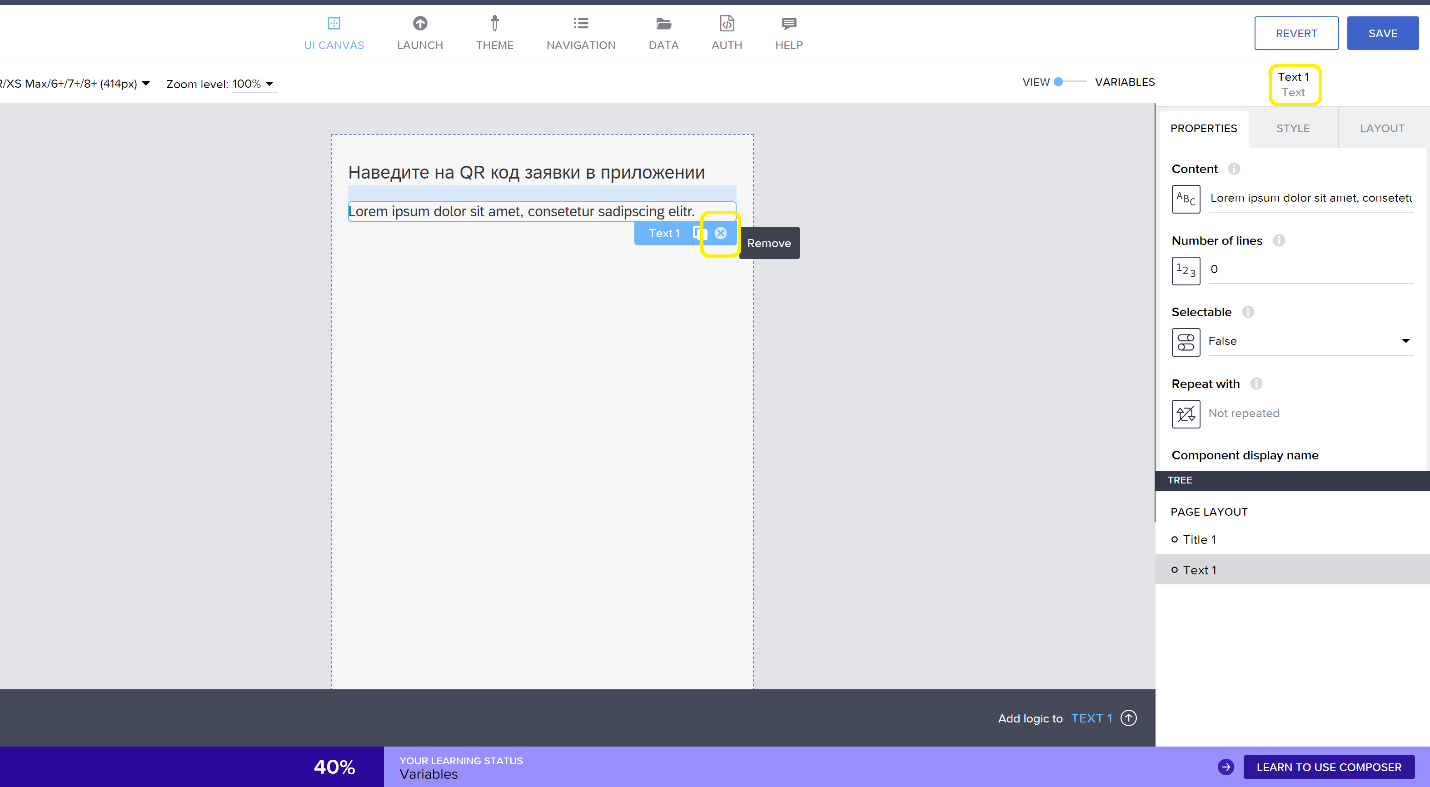 UI CANVAS
LAUNCH
THEME
NAVIGATION
DATA
AUTH
HELP
REVERT
SAVE
/XS Max/6+/7+/8+ (414px)
Zoom level: 100%
VIEW
VARIABLES
Text 1
Text
PROPERTIES
STYLE
LAYOUT
Наведите на QR код заявки в приложении
Lorem ipsum dolor sit amet, consetetur sadipscing elitr.
Text 1
Remove
Content
ABC
Lorem ipsum dolor sit amet, consetetu
Number of lines
123
0
Selectable
False
Repeat with
Not repeated
Component display name
TREE
PAGE LAYOUT
Title 1
Text 1
Add logic to TEXT 1
40%
YOUR LEARNING STATUS
Variables
LEARN TO USE COMPOSER